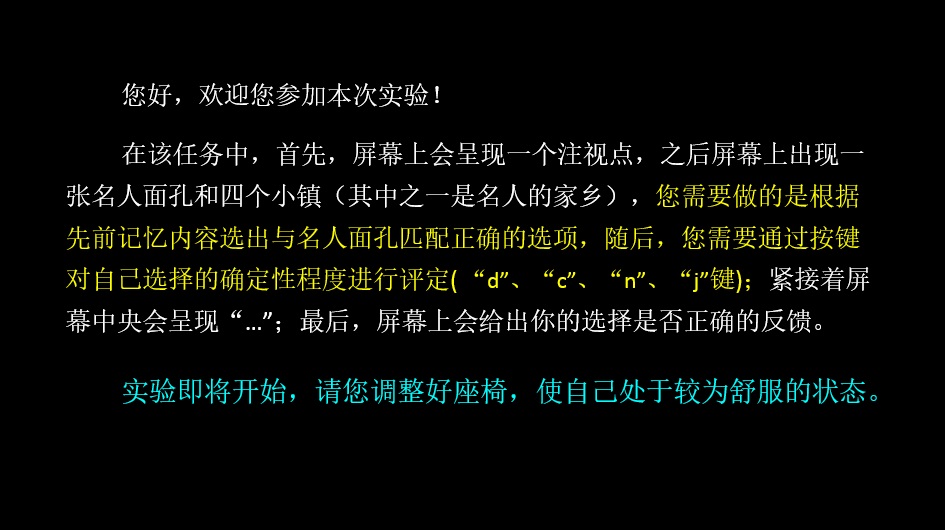 您好，欢迎您参加本次实验！
在该任务中，首先，屏幕上会呈现一个注视点，之后屏幕上出现一
张名人面孔和四个小镇（其中之一是名人的家乡），您需要做的是根据
先前记忆内容选出与名人面孔匹配正确的选项，随后，您需要通过按键
对自己选择的确定性程度进行评定(“d”、“c”、“n”、“j”键)；紧接着屏
幕中央会呈现“...”；最后，屏幕上会给出你的选择是否正确的反馈。
实验即将开始，请您调整好座椅，使自己处于较为舒服的状态。